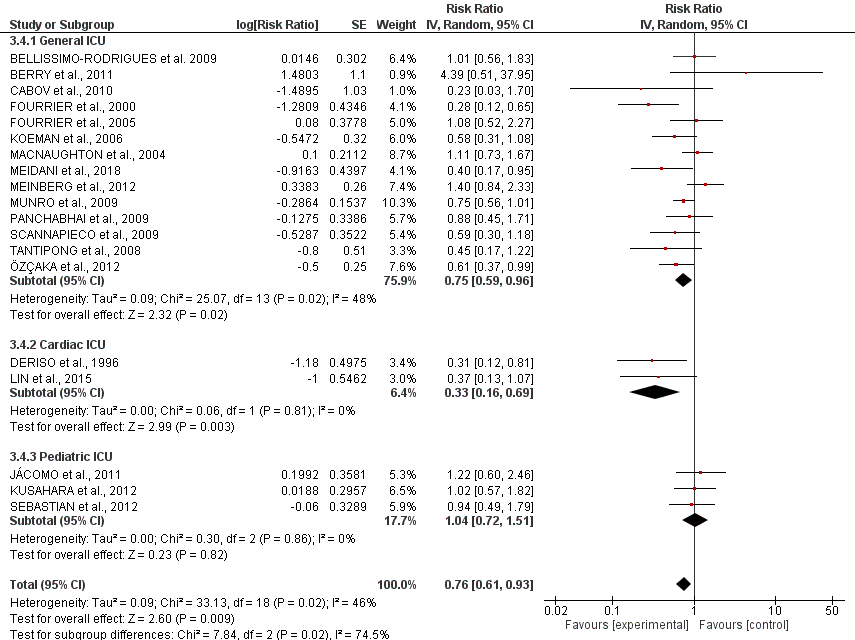 Risk Ratio Risk Ratio
Study or Subgroup log[Risk Ratio] SE Weight IV, Random, 95% CI IV, Random, 95% CI
3.4.1 General ICU
BELLISSIMO-RODRIGUES et al. 2009 0.0146 0.302 6.4% 1.01 [0.56, 1.83]
BERRY et al., 2011 1.4803 1.1 0.9% 4.39 [0.51, 37.95]
CABOV et al., 2010 -1.4895 1.03 1.0% 0.23 [0.03, 1.70]
FOURRIER et al., 2000 -1.2809 0.4346 4.1% 0.28 [0.12, 0.65]
FOURRIER et al., 2005 0.08 0.3778 5.0% 1.08 [0.52, 2.27]
KOEMAN et al., 2006 -0.5472 0.32 6.0% 0.58 [0.31, 1.08]
MACNAUGHTON et al., 2004 0.1 0.2112 8.7% 1.11 [0.73, 1.67]
MEIDANI et al., 2018 -0.9163 0.4397 4.1% 0.40 [0.17, 0.95]
MEINBERG et al., 2012 0.3383 0.26 7.4% 1.40 [0.84, 2.33]
MUNRO et al., 2009 -0.2864 0.1537 10.3% 0.75 [0.56, 1.01]
PANCHABHAI et al., 2009 -0.1275 0.3386 5.7% 0.88 [0.45, 1.71]
SCANNAPIECO et al., 2009 -0.5287 0.3522 5.4% 0.59 [0.30, 1.18]
TANTIPONG et al., 2008 -0.8 0.51 3.3% 0.45 [0.17, 1.22]
ÖZÇAKA et al., 2012 -0.5 0.25 7.6% 0.61 [0.37, 0.99]
Subtotal (95% CI) 75.9% 0.75 [0.59, 0.96]
Heterogeneity: Tau² = 0.09; Chi² = 25.07, df = 13 (P = 0.02); I² = 48%
Test for overall effect: Z = 2.32 (P = 0.02)
3.4.2 Cardiac ICU
DERISO et al., 1996 -1.18 0.4975 3.4% 0.31 [0.12, 0.81]
LIN et al., 2015 -1 0.5462 3.0% 0.37 [0.13, 1.07]
Subtotal (95% CI) 6.4% 0.33 [0.16, 0.69]
Heterogeneity: Tau² = 0.00; Chi² = 0.06, df = 1 (P = 0.81); I² = 0%
Test for overall effect: Z = 2.99 (P = 0.003)
3.4.3 Pediatric ICU
JÁCOMO et al., 2011 0.1992 0.3581 5.3% 1.22 [0.60, 2.46]
KUSAHARA et al., 2012 0.0188 0.2957 6.5% 1.02 [0.57, 1.82]
SEBASTIAN et al., 2012 -0.06 0.3289 5.9% 0.94 [0.49, 1.79]
Subtotal (95% CI) 17.7% 1.04 [0.72, 1.51]
Heterogeneity: Tau² = 0.00; Chi² = 0.30, df = 2 (P = 0.86); I² = 0%
Test for overall effect: Z = 0.23 (P = 0.82)
Total (95% CI) 100.0% 0.76 [0.61, 0.93]
Heterogeneity: Tau² = 0.09; Chi² = 33.13, df = 18 (P = 0.02); I² = 46%
Test for overall effect: Z = 2.60 (P = 0.009)
Test for subgroup differences: Chi² = 7.84, df = 2 (P = 0.02), I² = 74.5%
0.02 0.1 1 10 50
Favours [experimental] Favours [control]